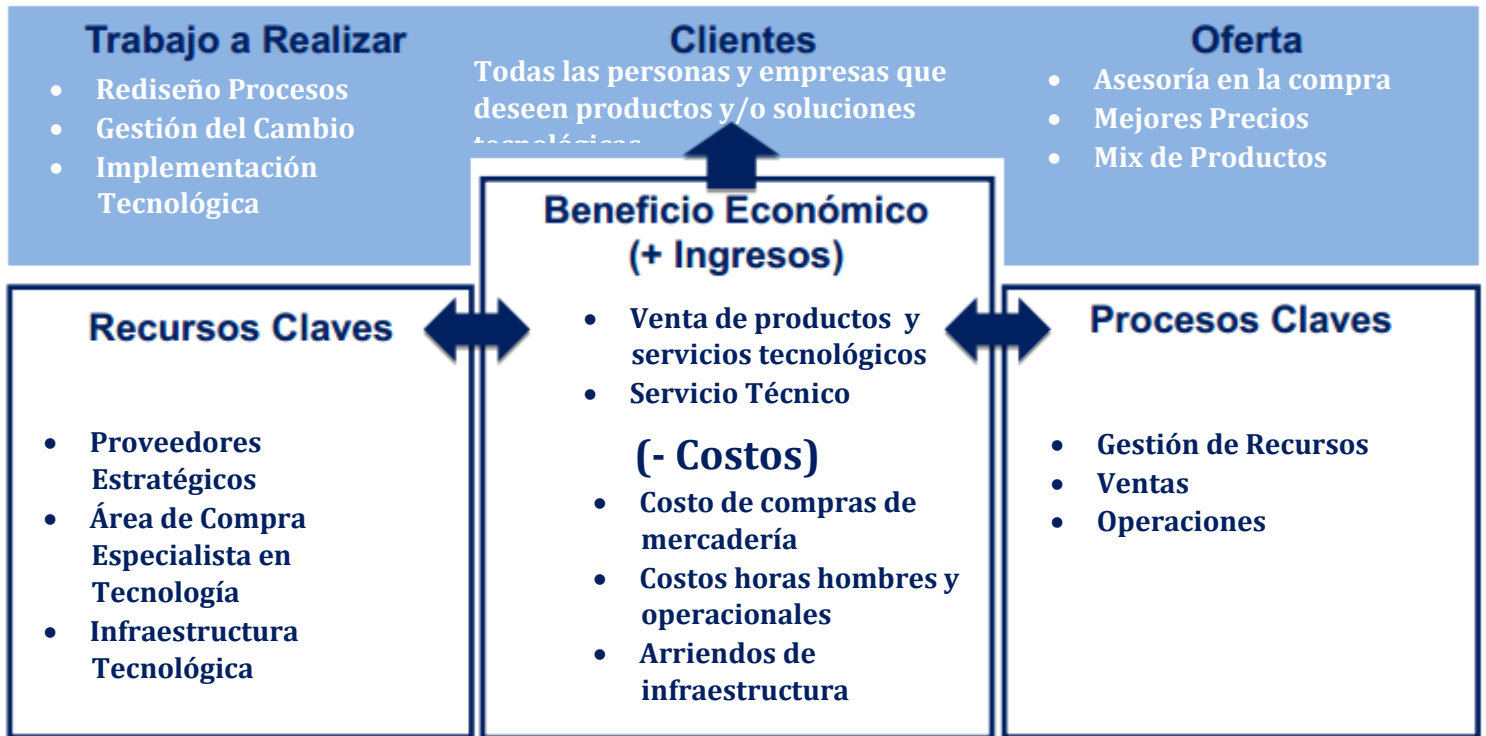 Trabajo a Realizar
• Rediseño Procesos
• Gestión del Cambio
• Implementación
Tecnológica
Clientes
Todas las personas y empresas que
deseen productos y/o soluciones
tecnológicas
Oferta
• Asesoría en la compra
• Mejores Precios
• Mix de Productos
Recursos Claves
• Proveedores
Estratégicos
• Área de Compra
Especialista en
Tecnología
• Infraestructura
Tecnológica
Beneficio Económico
(+ Ingresos)
• Venta de productos y
servicios tecnológicos
• Servicio Técnico
(- Costos)
• Costo de compras de
mercadería
• Costos horas hombres y
operacionales
• Arriendos de
infraestructura
Procesos Claves
• Gestión de Recursos
• Ventas
• Operaciones